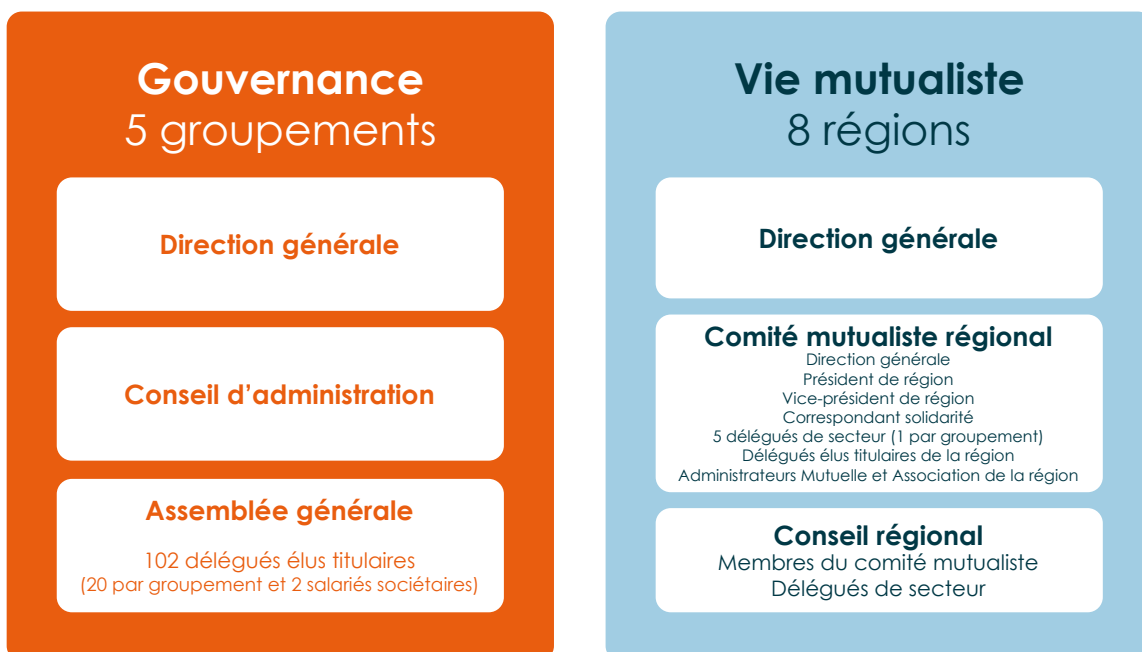 Gouvernance
5 groupements
Direction générale
Conseil d’administration
Assemblée générale
102 délégués élus titulaires
(20 par groupement et 2 salariés sociétaires)
Vie mutualiste
8 régions
Direction générale
Comité mutualiste régional
Direction générale
Président de région
Vice-président de région
Correspondant solidarité
5 délégués de secteur (1 par groupement)
Délégués élus titulaires de la région
Administrateurs Mutuelle et Association de la région
Conseil régional
Membres du comité mutualiste
Délégués de secteur